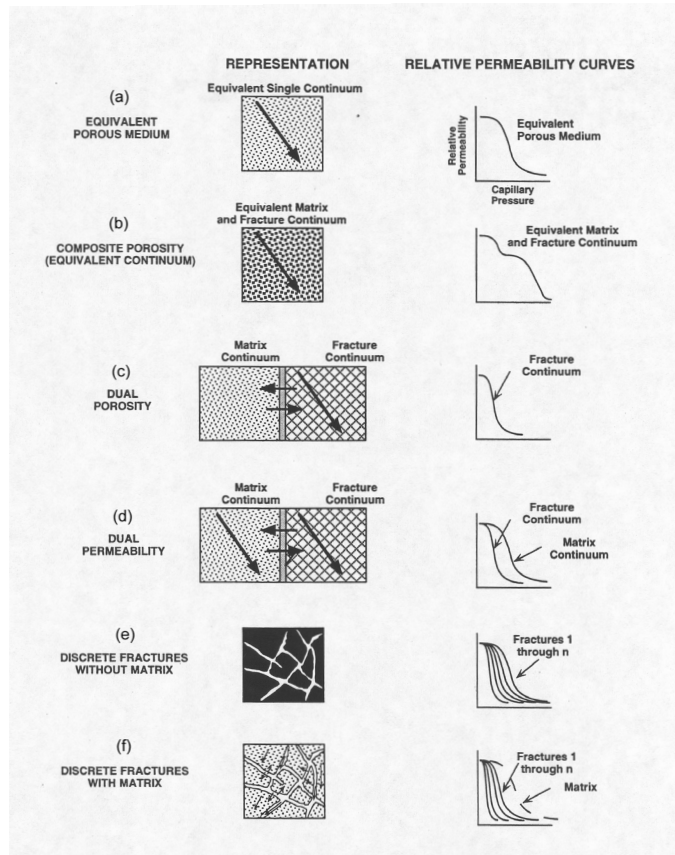 REPRESENTATION
RELATIVE PERMEABILITY CURVES
(a)
EQUIVALENT
POROUS MEDIUM
Equivalent Single Continuum
Relative
Permeability
Equivalent
Porous Medium
Capillary
Pressure
(b)
COMPOSITE POROSITY
(EQUIVALENT CONTINUUM)
Equivalent Matrix
and Fracture Continuum
Equivalent Matrix
and Fracture Continuum
(c)
DUAL
POROSITY
Matrix
Continuum
Fracture
Continuum
Fracture
Continuum
(d)
DUAL
PERMEABILITY
Matrix
Continuum
Fracture
Continuum
Fracture
Continuum
Matrix
Continuum
(e)
DISCRETE FRACTURES
WITHOUT MATRIX
Fractures 1
through n
(f)
DISCRETE FRACTURES
WITH MATRIX
Fractures 1
through n
Matrix